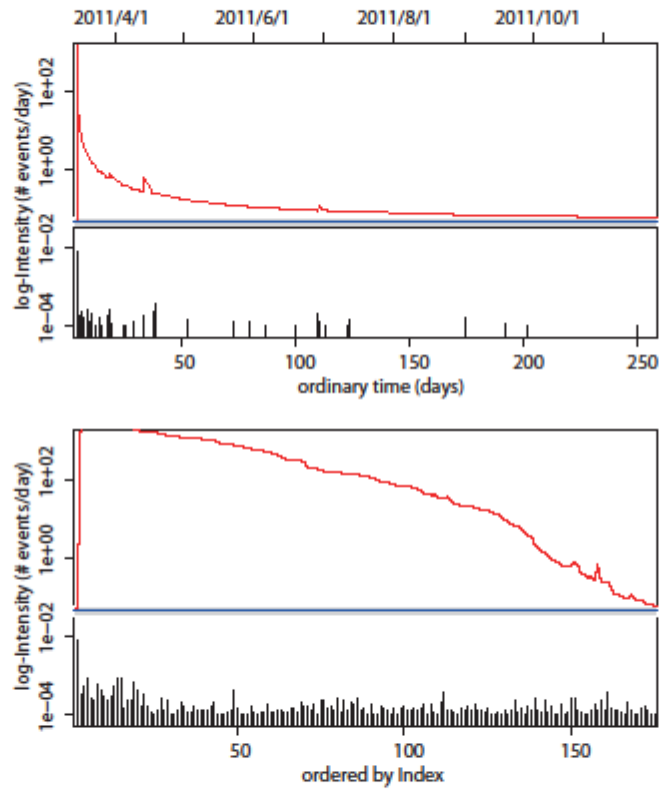 2011/4/1 2011/6/1 2011/8/1 2011/10/1
log-Intensity (# events/day)
1e+02
1e+00
1e-02
1e-04
50 100 150 200 250
ordinary time (days)
log-Intensity (# events/day)
1e+02
1e+00
1e-02
1e-04
50 100 150
ordered by Index